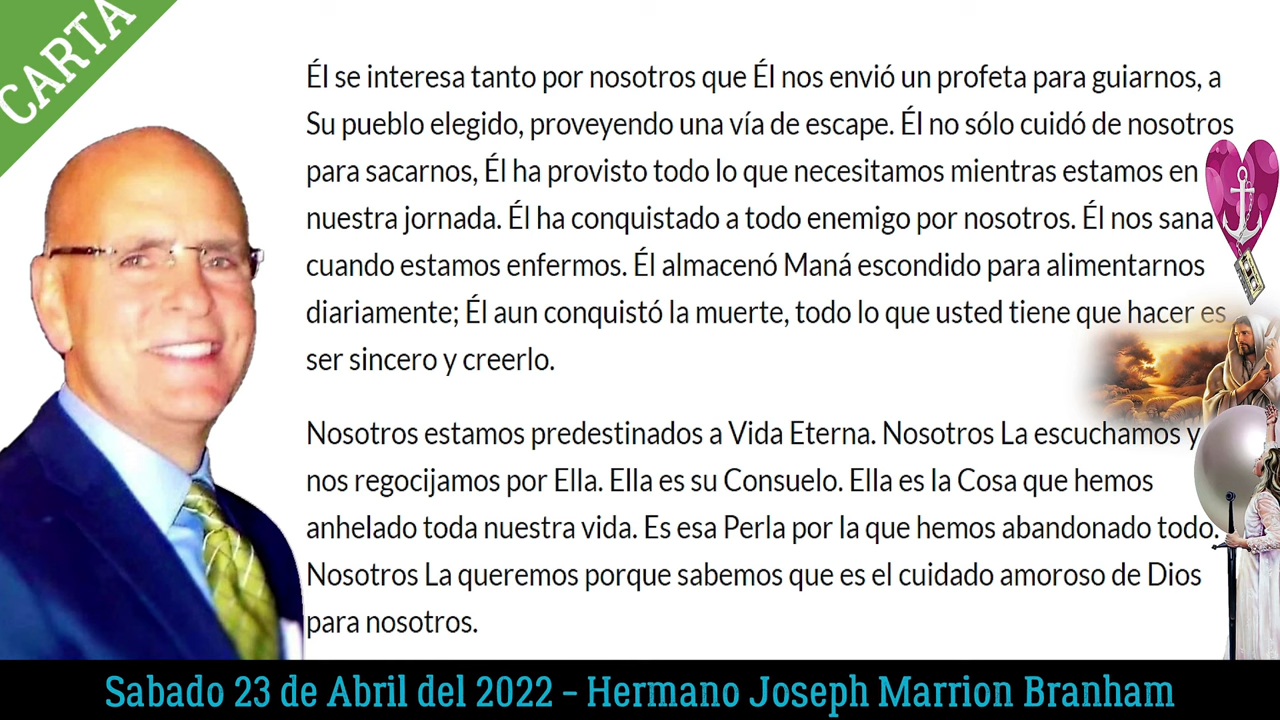 CARTA
Él se interesa tanto por nosotros que Él nos envió un profeta para guiarnos, a
Su pueblo elegido, proveyendo una vía de escape. Él no sólo cuidó de nosotros
para sacarnos, Él ha provisto todo lo que necesitamos mientras estamos en
nuestra jornada. Él ha conquistado a todo enemigo por nosotros. Él nos sana
cuando estamos enfermos. Él almacenó Maná escondido para alimentarnos
diariamente; Él aun conquistó la muerte, todo lo que usted tiene que hacer es
ser sincero y creerlo.
Nosotros estamos predestinados a Vida Eterna. Nosotros La escuchamos y
nos regocijamos por Ella. Ella es su Consuelo. Ella es la Cosa que hemos
anhelado toda nuestra vida. Es esa Perla por la que hemos abandonado todo.
Nosotros La queremos porque sabemos que es el cuidado amoroso de Dios
para nosotros.
Sabado 23 de Abril del 2022 – Hermano Joseph Marrion Branham